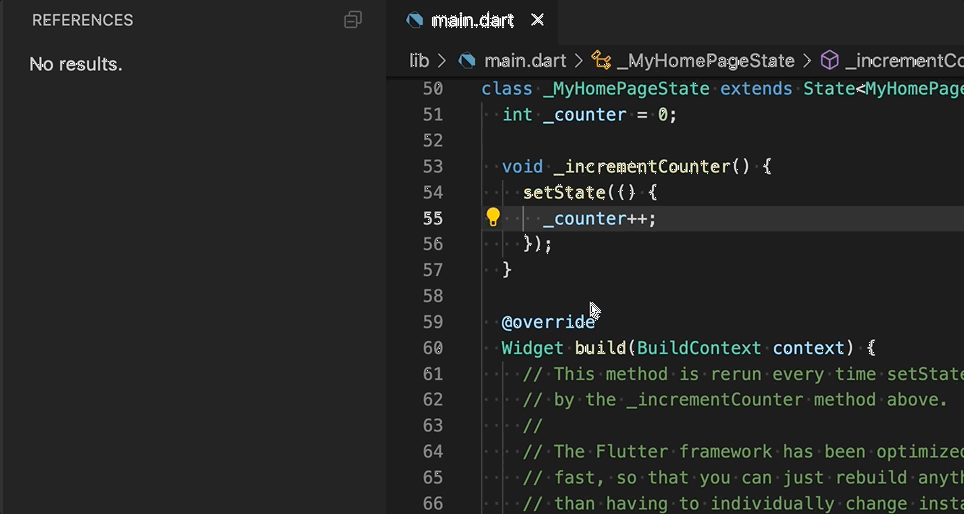 REFERENCES
No results.
main.dart
lib > main.dart > _MyHomePageState > _incrementCo
50 class _MyHomePageState extends State<MyHomePage
51 int _counter = 0;
52
53 void _incrementCounter() {
54 setState(() {
55 _counter++;
56 });
57 }
58
59 @override
60 Widget build(BuildContext context) {
61 // This method is rerun every time setState
62 // by the _incrementCounter method above.
63 //
64 // The Flutter framework has been optimized
65 // fast, so that you can just rebuild anyth
66 // than having to individually change insta